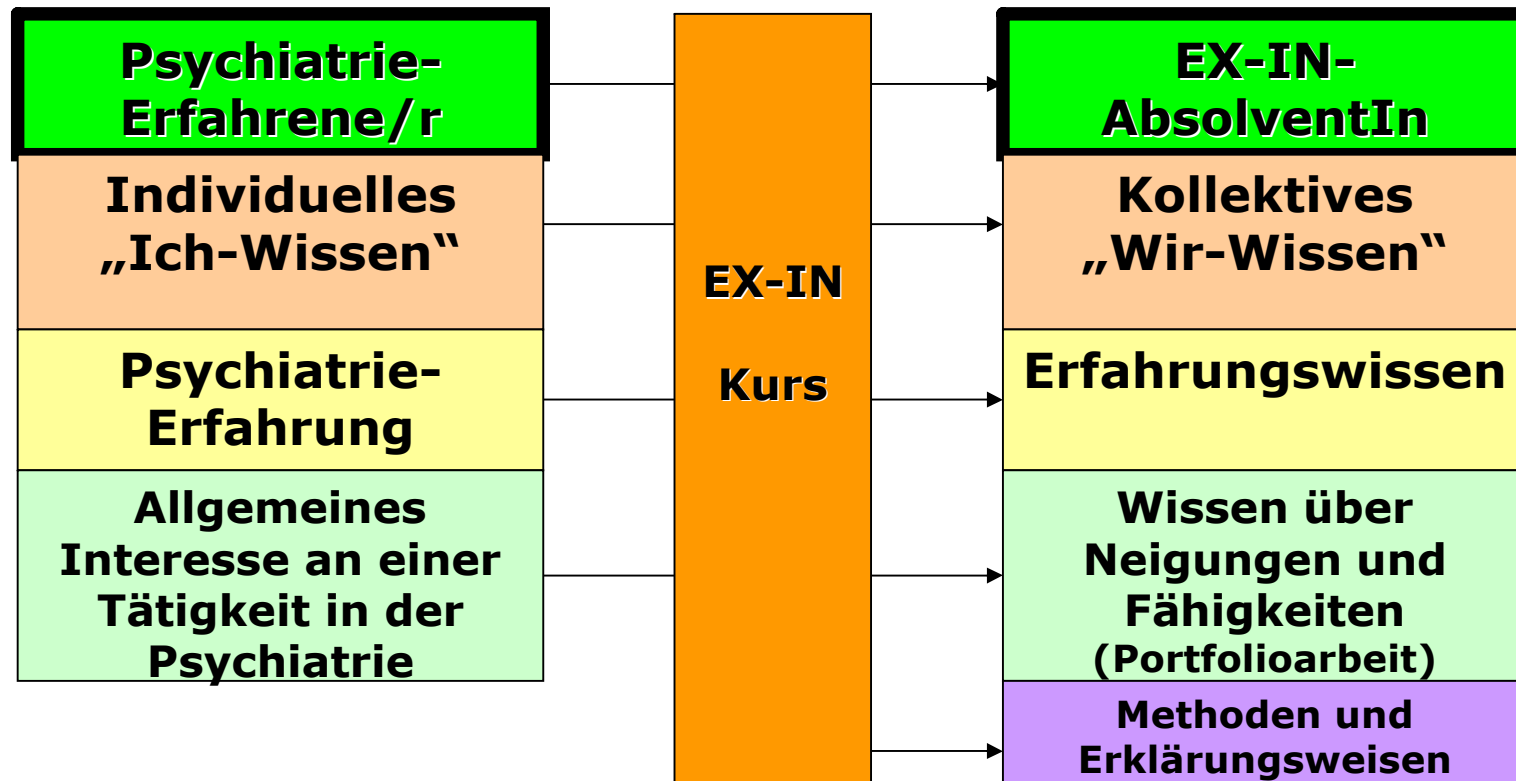 Psychiatrie-
Erfahrene/r
Individuelles
„Ich-Wissen“
Psychiatrie-
Erfahrung
Allgemeines
Interesse an einer
Tätigkeit in der
Psychiatrie
EX-IN
Kurs
EX-IN-
AbsolventIn
Kollektives
„Wir-Wissen“
Erfahrungswissen
Wissen über
Neigungen und
Fähigkeiten
(Portfolioarbeit)
Methoden und
Erklärungsweisen